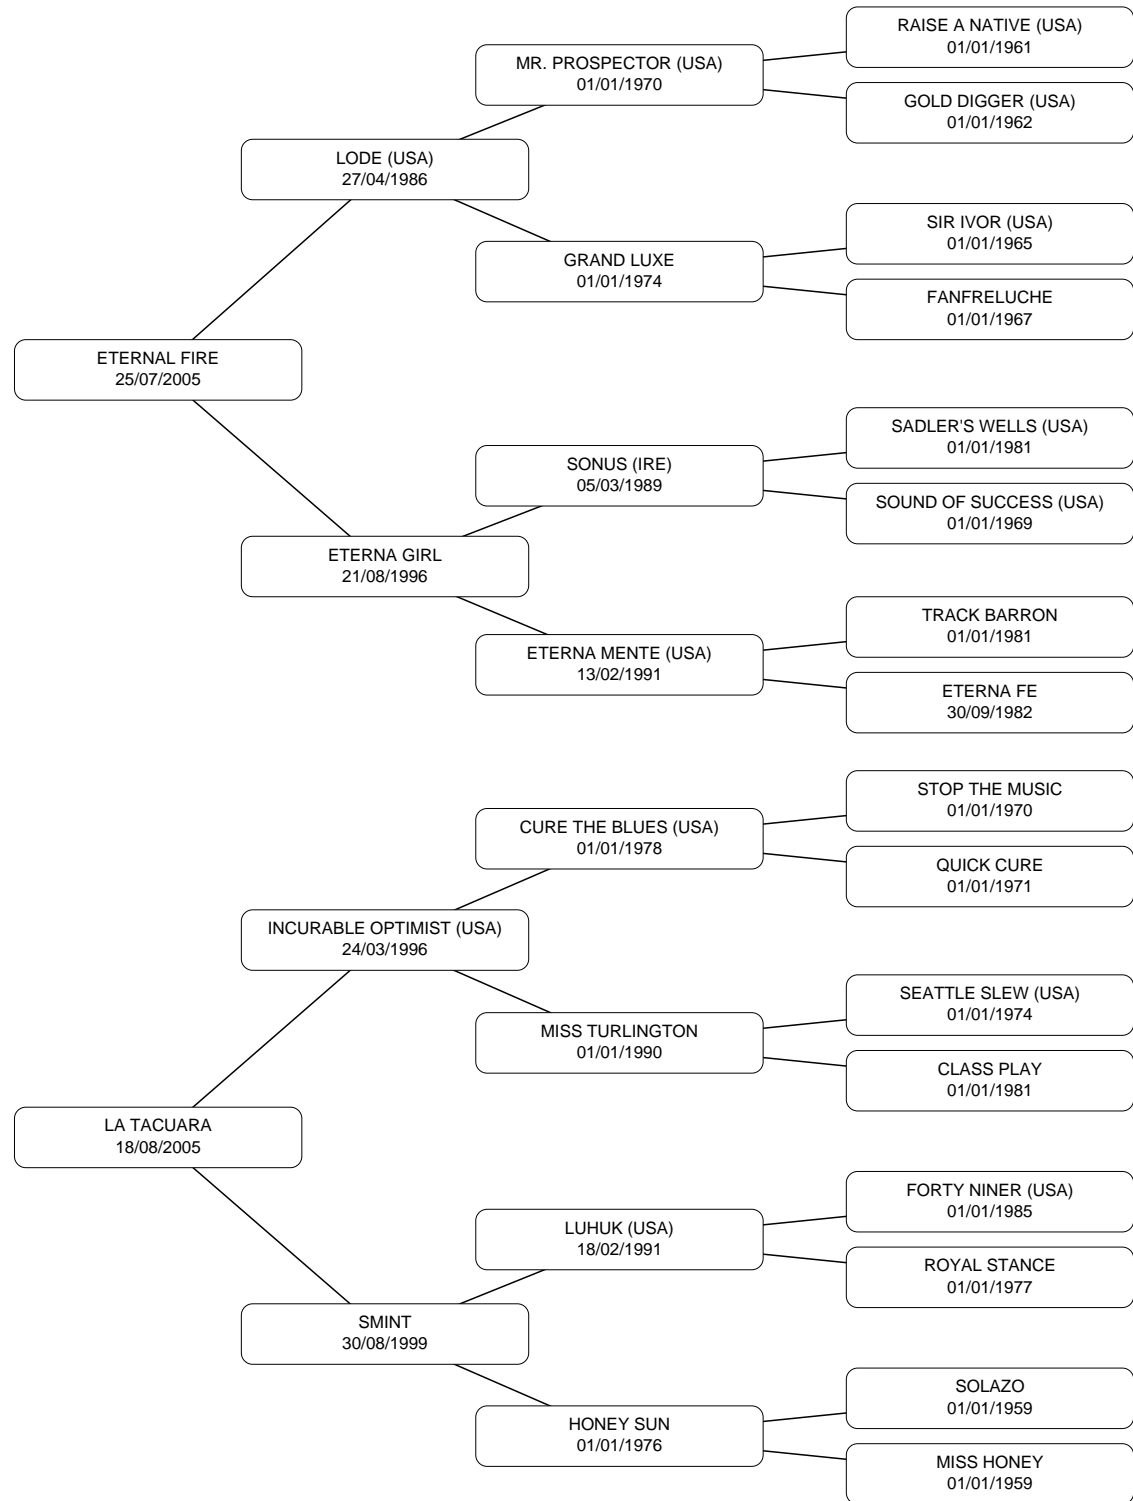 RAISE A NATIVE (USA)
01/01/1961
MR. PROSPECTOR (USA)
01/01/1970
GOLD DIGGER (USA)
01/01/1962
LODE (USA)
27/04/1986
SIR IVOR (USA)
01/01/1965
GRAND LUXE
01/01/1974
FANFRELUCHE
01/01/1967
ETERNAL FIRE
25/07/2005
SADLER'S WELLS (USA)
01/01/1981
SONUS (IRE)
05/03/1989
SOUND OF SUCCESS (USA)
01/01/1969
ETERNA GIRL
21/08/1996
TRACK BARRON
01/01/1981
ETERNA MENTE (USA)
13/02/1991
ETERNA FE
30/09/1982
STOP THE MUSIC
01/01/1970
CURE THE BLUES (USA)
01/01/1978
QUICK CURE
01/01/1971
INCURABLE OPTIMIST (USA)
24/03/1996
SEATTLE SLEW (USA)
01/01/1974
MISS TURLINGTON
01/01/1990
CLASS PLAY
01/01/1981
LA TACUARA
18/08/2005
FORTY NINER (USA)
01/01/1985
LUHUK (USA)
18/02/1991
ROYAL STANCE
01/01/1977
SMINT
30/08/1999
SOLAZO
01/01/1959
HONEY SUN
01/01/1976
MISS HONEY
01/01/1959